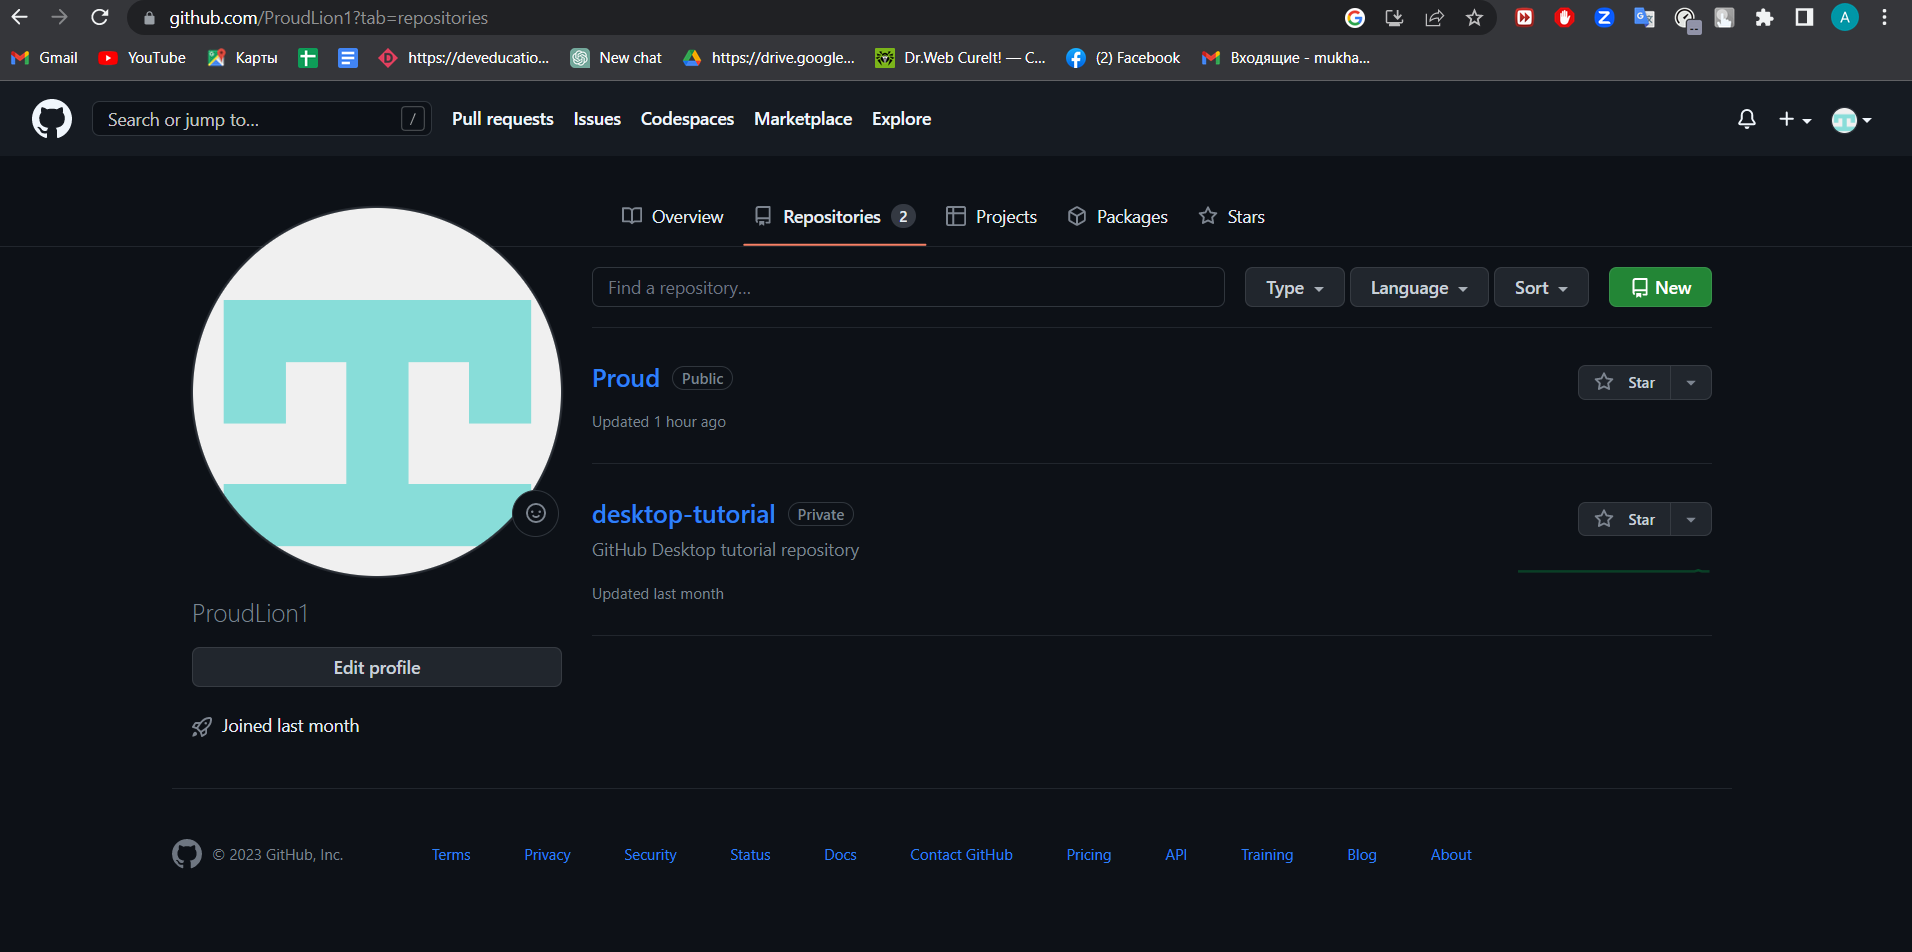 github.com/ProudLion1?tab=repositories
Gmail YouTube Карты https://deveducatio... New chat https://drive.google... Dr.Web CureIt! — С... (2) Facebook Входящие - mukha...
Search or jump to... / Pull requests Issues Codespaces Marketplace Explore
Overview Repositories 2 Projects Packages Stars
Find a repository... Type Language Sort New
Proud Public Star
Updated 1 hour ago
desktop-tutorial Private Star
GitHub Desktop tutorial repository
Updated last month
ProudLion1
Edit profile
Joined last month
© 2023 GitHub, Inc. Terms Privacy Security Status Docs Contact GitHub Pricing API Training Blog About